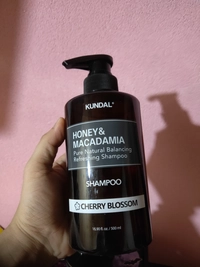 KUNDAL®
HONEY&
MACADAMIA
Pure Natural Balancing
Refreshing Shampoo
SHAMPOO
CHERRY BLOSSOM